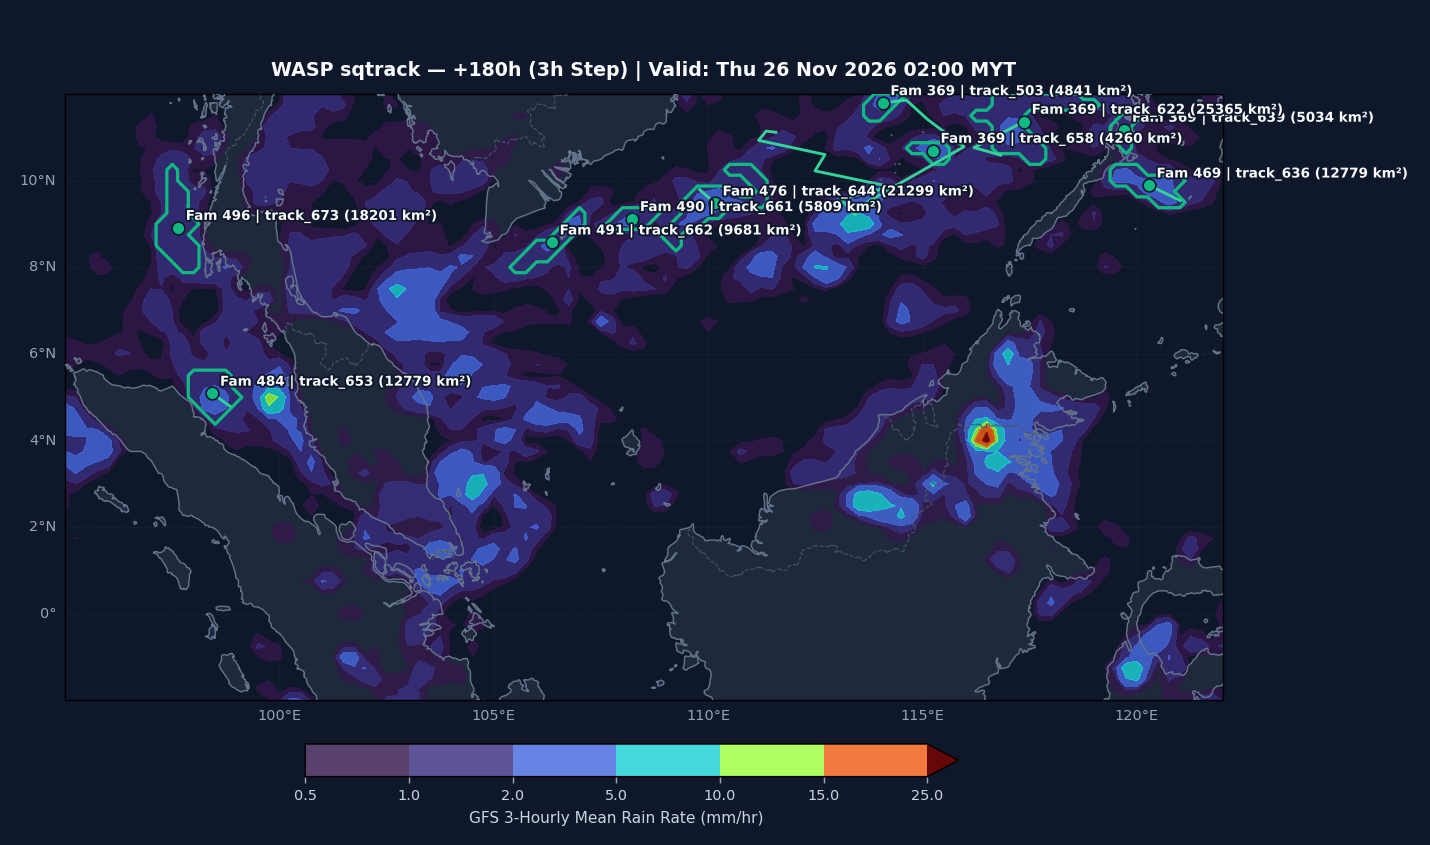 WASP sqtrack — +180h (3h Step) | Valid: Thu 26 Nov 2026 02:00 MYT
Fam 369 | track_503 (4841 km²)
Fam 369 | track_622 (25365 km²)
Fam 369 | track_639 (5034 km²)
Fam 369 | track_658 (4260 km²)
Fam 469 | track_636 (12779 km²)
10°N
Fam 476 | track_644 (21299 km²)
Fam 490 | track_661 (5809 km²)
Fam 496 | track_673 (18201 km²)
Fam 491 | track_662 (9681 km²)
8°N
6°N
Fam 484 | track_653 (12779 km²)
4°N
2°N
0°
100°E 105°E 110°E 115°E 120°E
0.5 1.0 2.0 5.0 10.0 15.0 25.0
GFS 3-Hourly Mean Rain Rate (mm/hr)